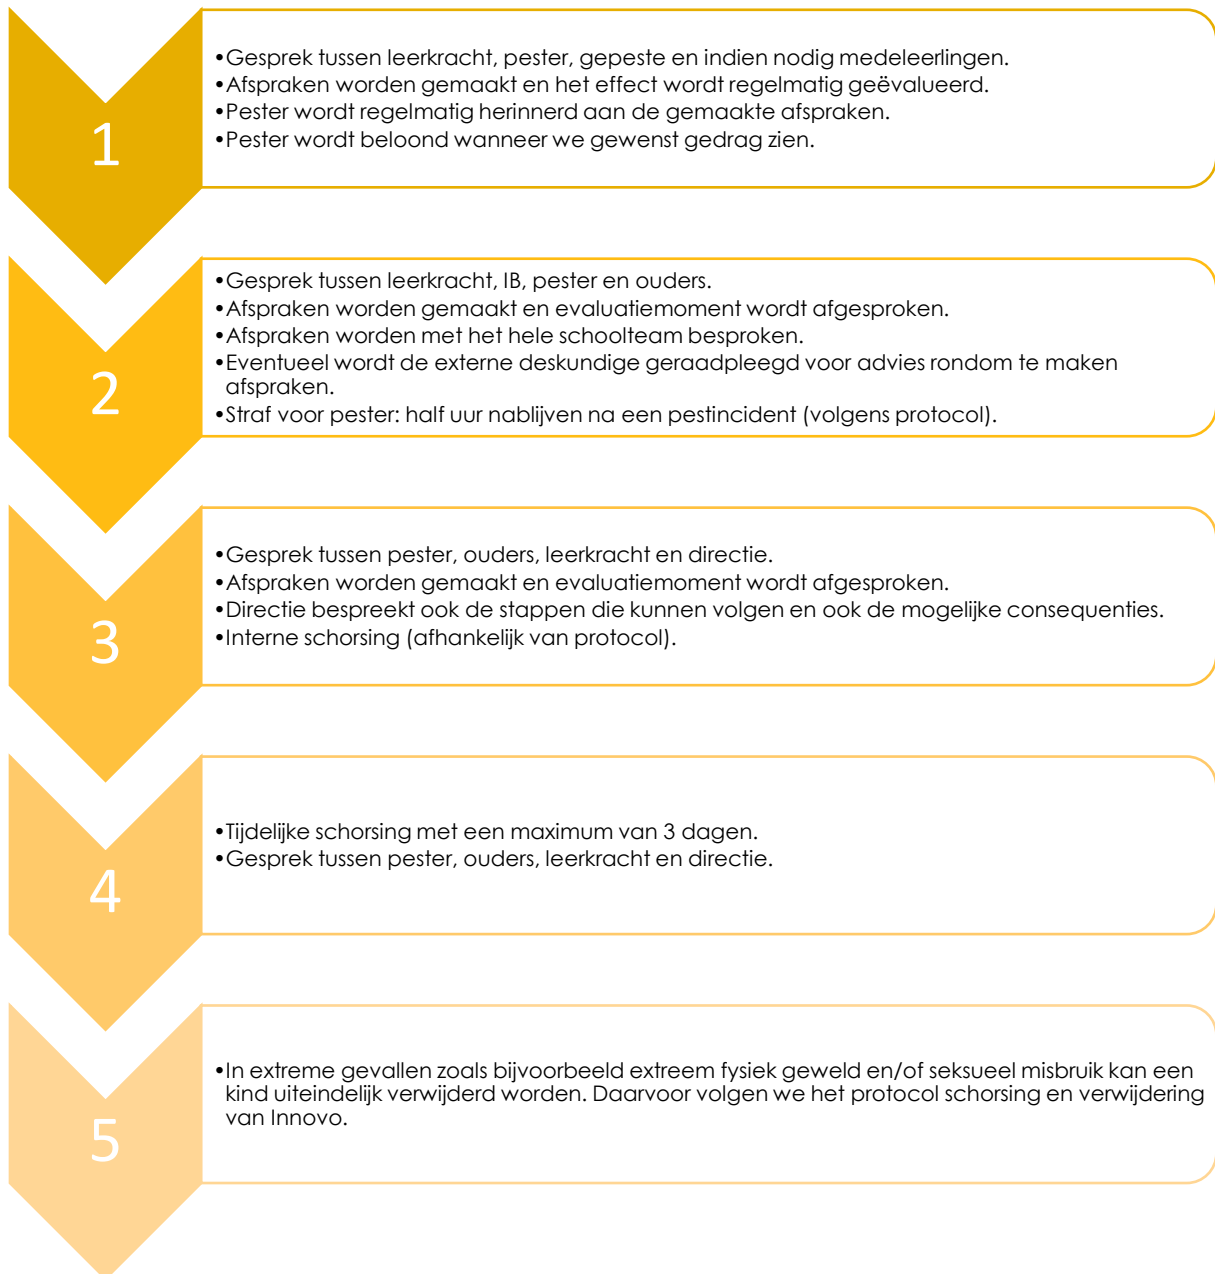 1
•Gesprek tussen leerkracht, pester, gepeste en indien nodig medeleerlingen.
•Afspraken worden gemaakt en het effect wordt regelmatig geëvalueerd.
•Pester wordt regelmatig herinnerd aan de gemaakte afspraken.
•Pester wordt beloond wanneer we gewenst gedrag zien.
2
•Gesprek tussen leerkracht, IB, pester en ouders.
•Afspraken worden gemaakt en evaluatiemoment wordt afgesproken.
•Afspraken worden met het hele schoolteam besproken.
•Eventueel wordt de externe deskundige geraadpleegd voor advies rondom te maken
afspraken.
•Straf voor pester: half uur nablijven na een pestincident (volgens protocol).
3
•Gesprek tussen pester, ouders, leerkracht en directie.
•Afspraken worden gemaakt en evaluatiemoment wordt afgesproken.
•Directie bespreekt ook de stappen die kunnen volgen en ook de mogelijke consequenties.
•Interne schorsing (afhankelijk van protocol).
4
•Tijdelijke schorsing met een maximum van 3 dagen.
•Gesprek tussen pester, ouders, leerkracht en directie.
5
•In extreme gevallen zoals bijvoorbeeld extreem fysiek geweld en/of seksueel misbruik kan een
kind uiteindelijk verwijderd worden. Daarvoor volgen we het protocol schorsing en verwijdering
van Innovo.